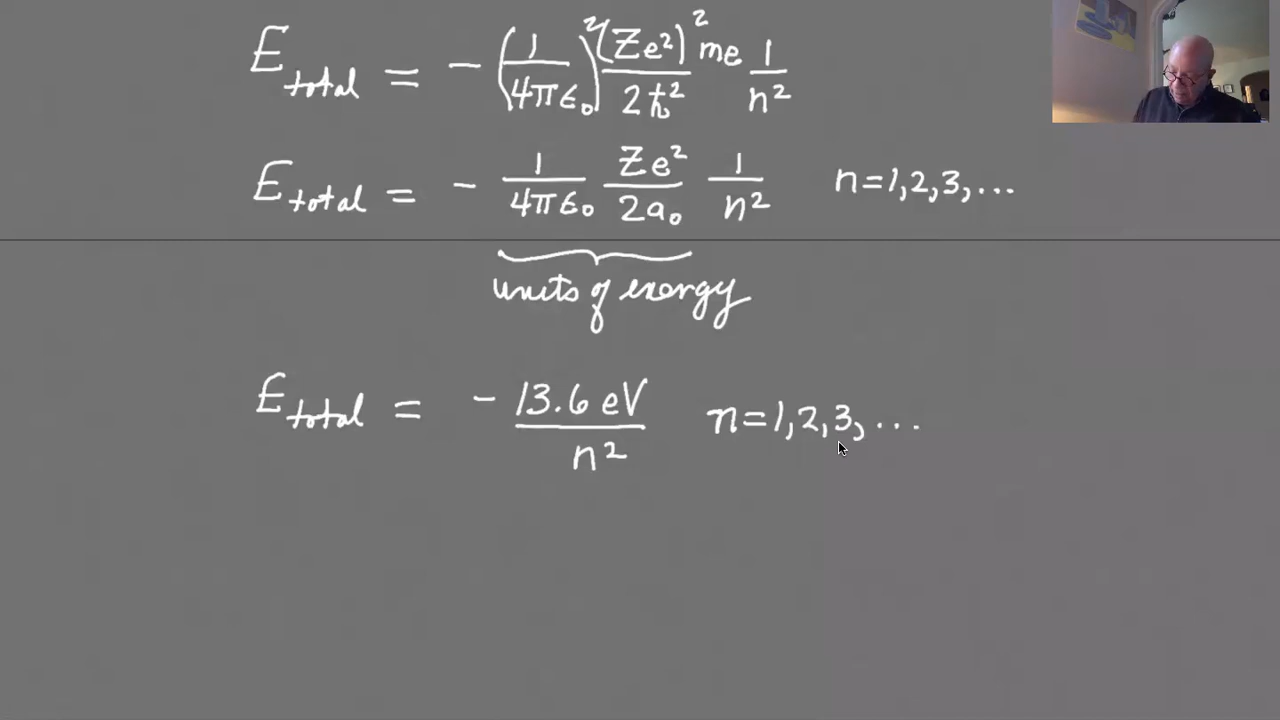 E_total = - (1/4πϵ₀)² (Ze²)² me/2ħ² 1/n²
E_total = - 1/4πϵ₀ Ze²/2a₀ 1/n² n=1,2,3,...
units of energy
E_total = - 13.6 eV/n² n=1,2,3,...